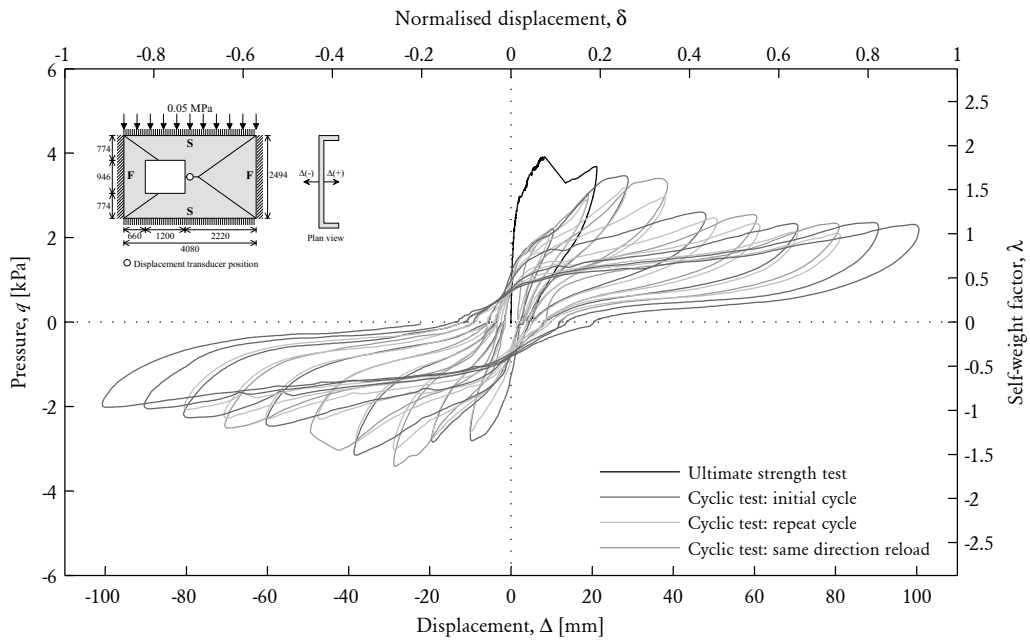 Normalised displacement, δ
-1 -0.8 -0.6 -0.4 -0.2 0 0.2 0.4 0.6 0.8 1
6
4
2
0
-2
-4
-6
Pressure, q [kPa]
0.05 MPa
S
F F
S
774
946
774
2494
660 1200 2220
4080
Displacement transducer position
Δ(-) Δ(+)
Plan view
2.5
2
1.5
1
0.5
0
-0.5
-1
-1.5
-2
-2.5
Self-weight factor, λ
Ultimate strength test
Cyclic test: initial cycle
Cyclic test: repeat cycle
Cyclic test: same direction reload
-100 -80 -60 -40 -20 0 20 40 60 80 100
Displacement, Δ [mm]